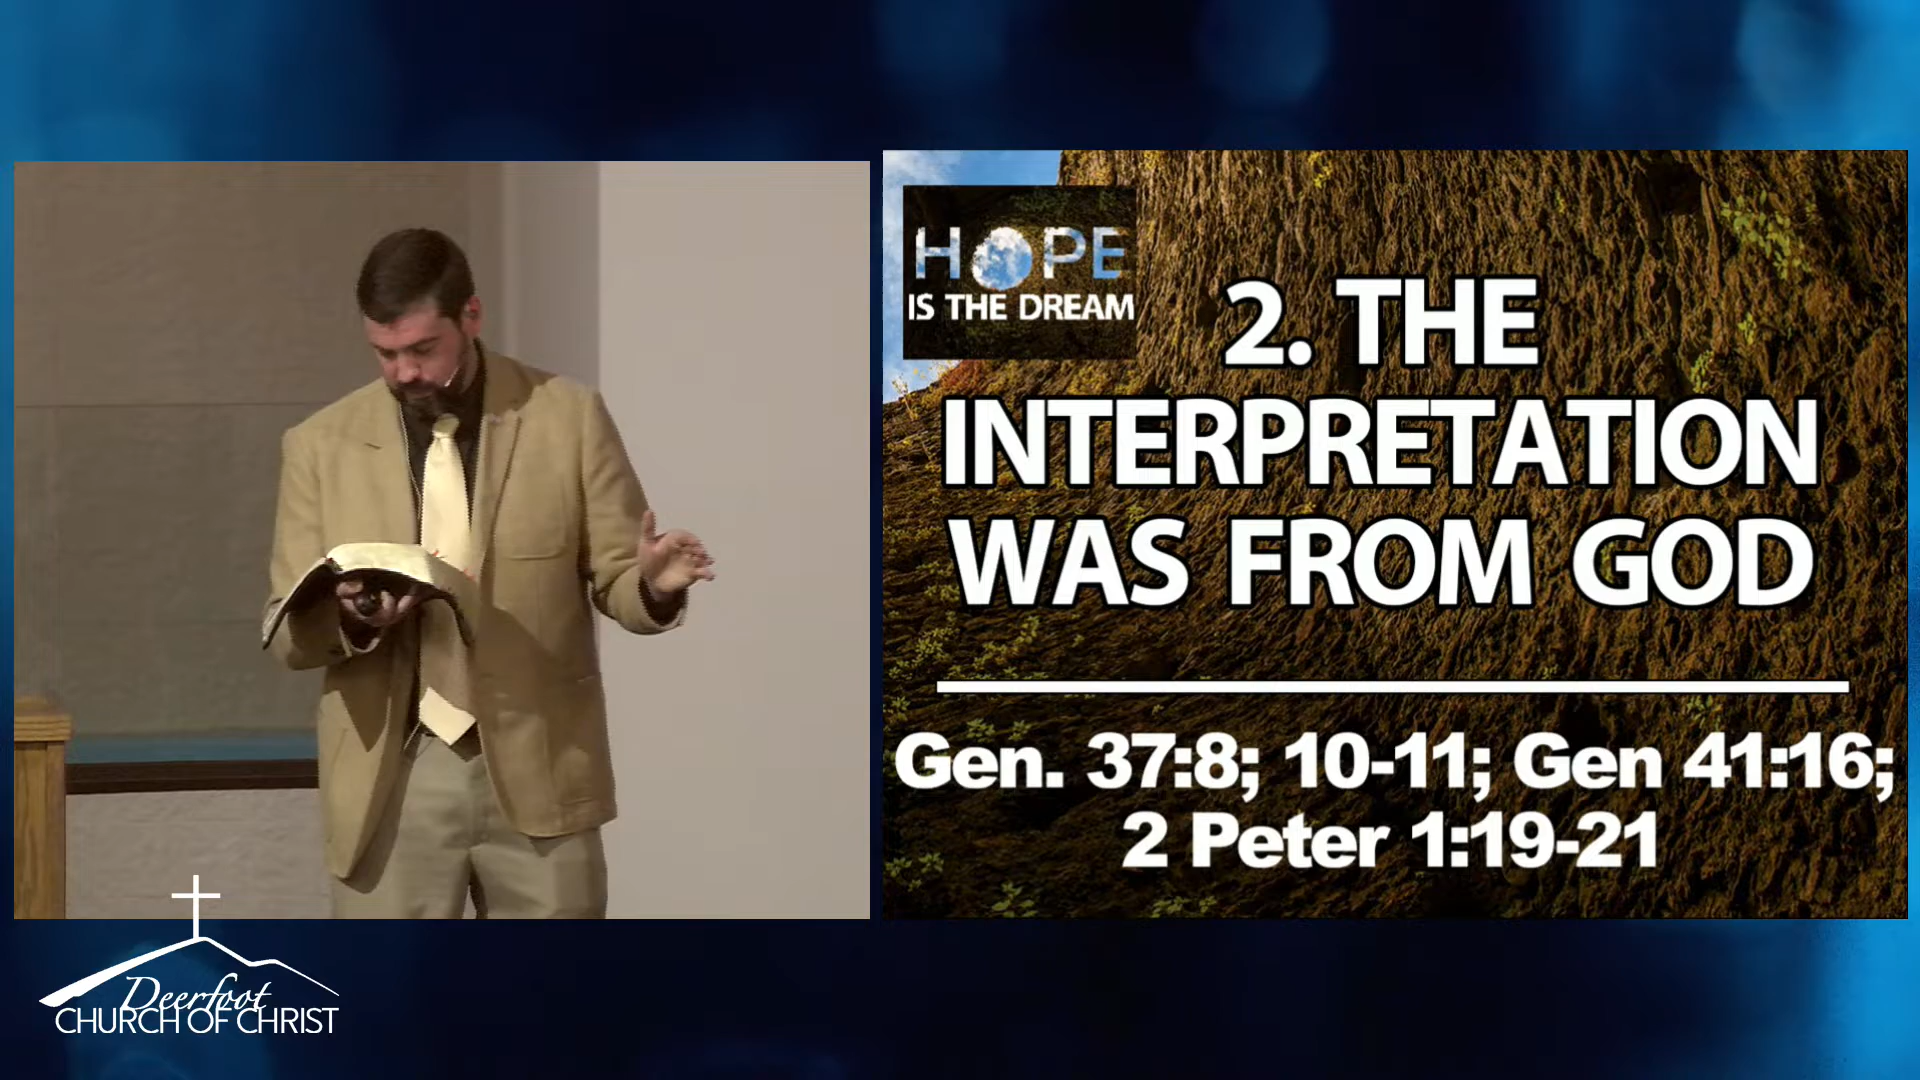 HOPE
IS THE DREAM
2. THE
INTERPRETATION
WAS FROM GOD
Gen. 37:8; 10-11; Gen 41:16;
2 Peter 1:19-21
Deerfoot
CHURCH OF CHRIST